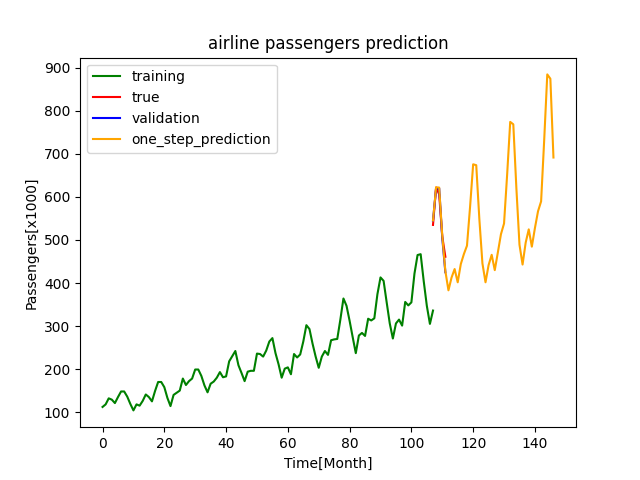 airline passengers prediction
training
true
validation
one_step_prediction
900
800
700
600
500
400
300
200
100
Passengers[x1000]
0 20 40 60 80 100 120 140
Time[Month]